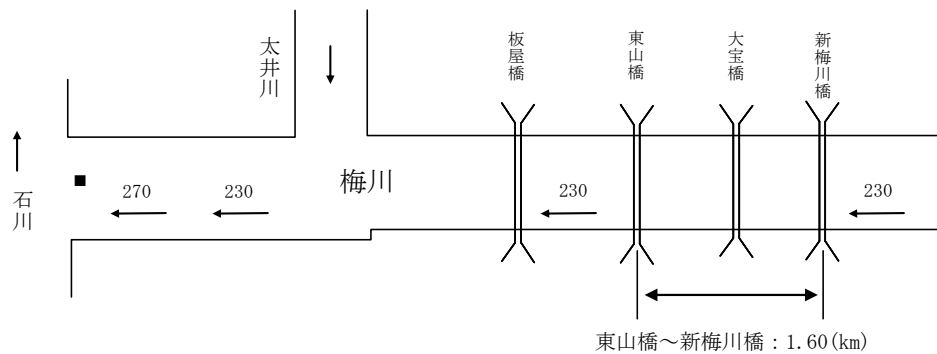 太井川
板屋橋
東山橋
大宝橋
新梅川橋
石川
■
270
230
梅川
230
230
東山橋～新梅川橋：1.60(km)